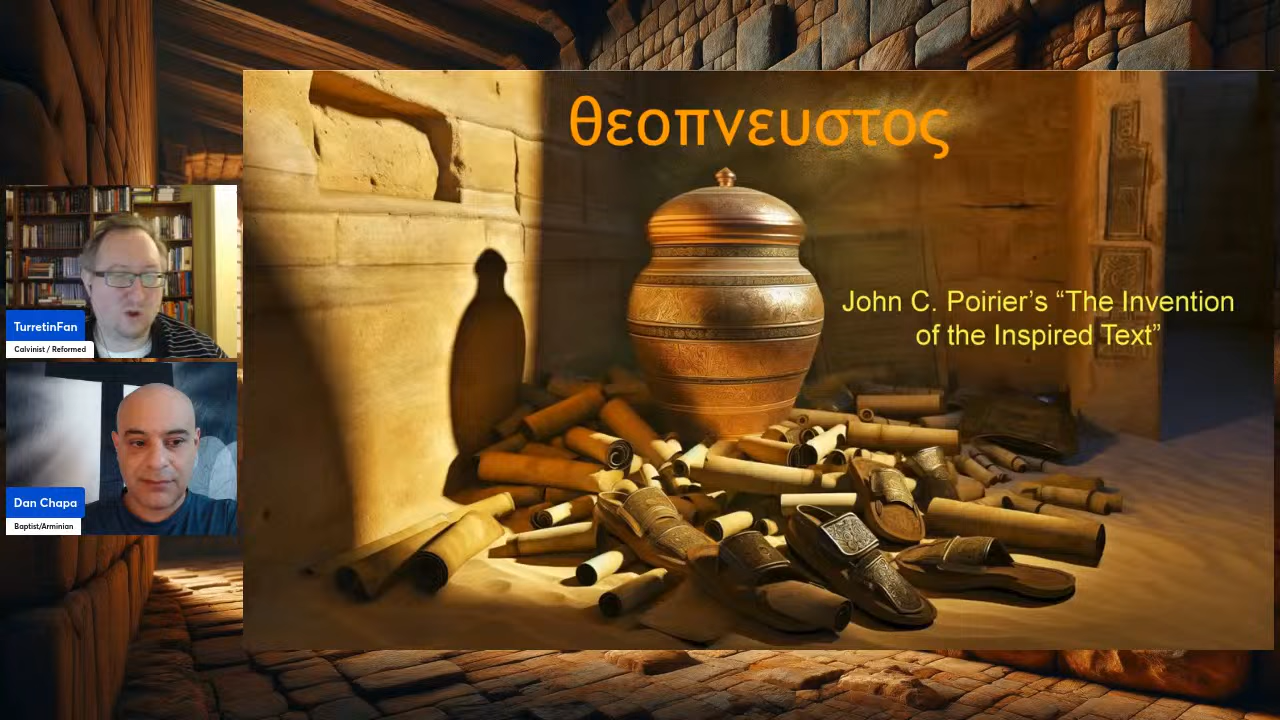 θεοπνευστος
John C. Poirier’s “The Invention
of the Inspired Text”
TurretinFan
Calvinist / Reformed
Dan Chapa
Baptist/Arminian